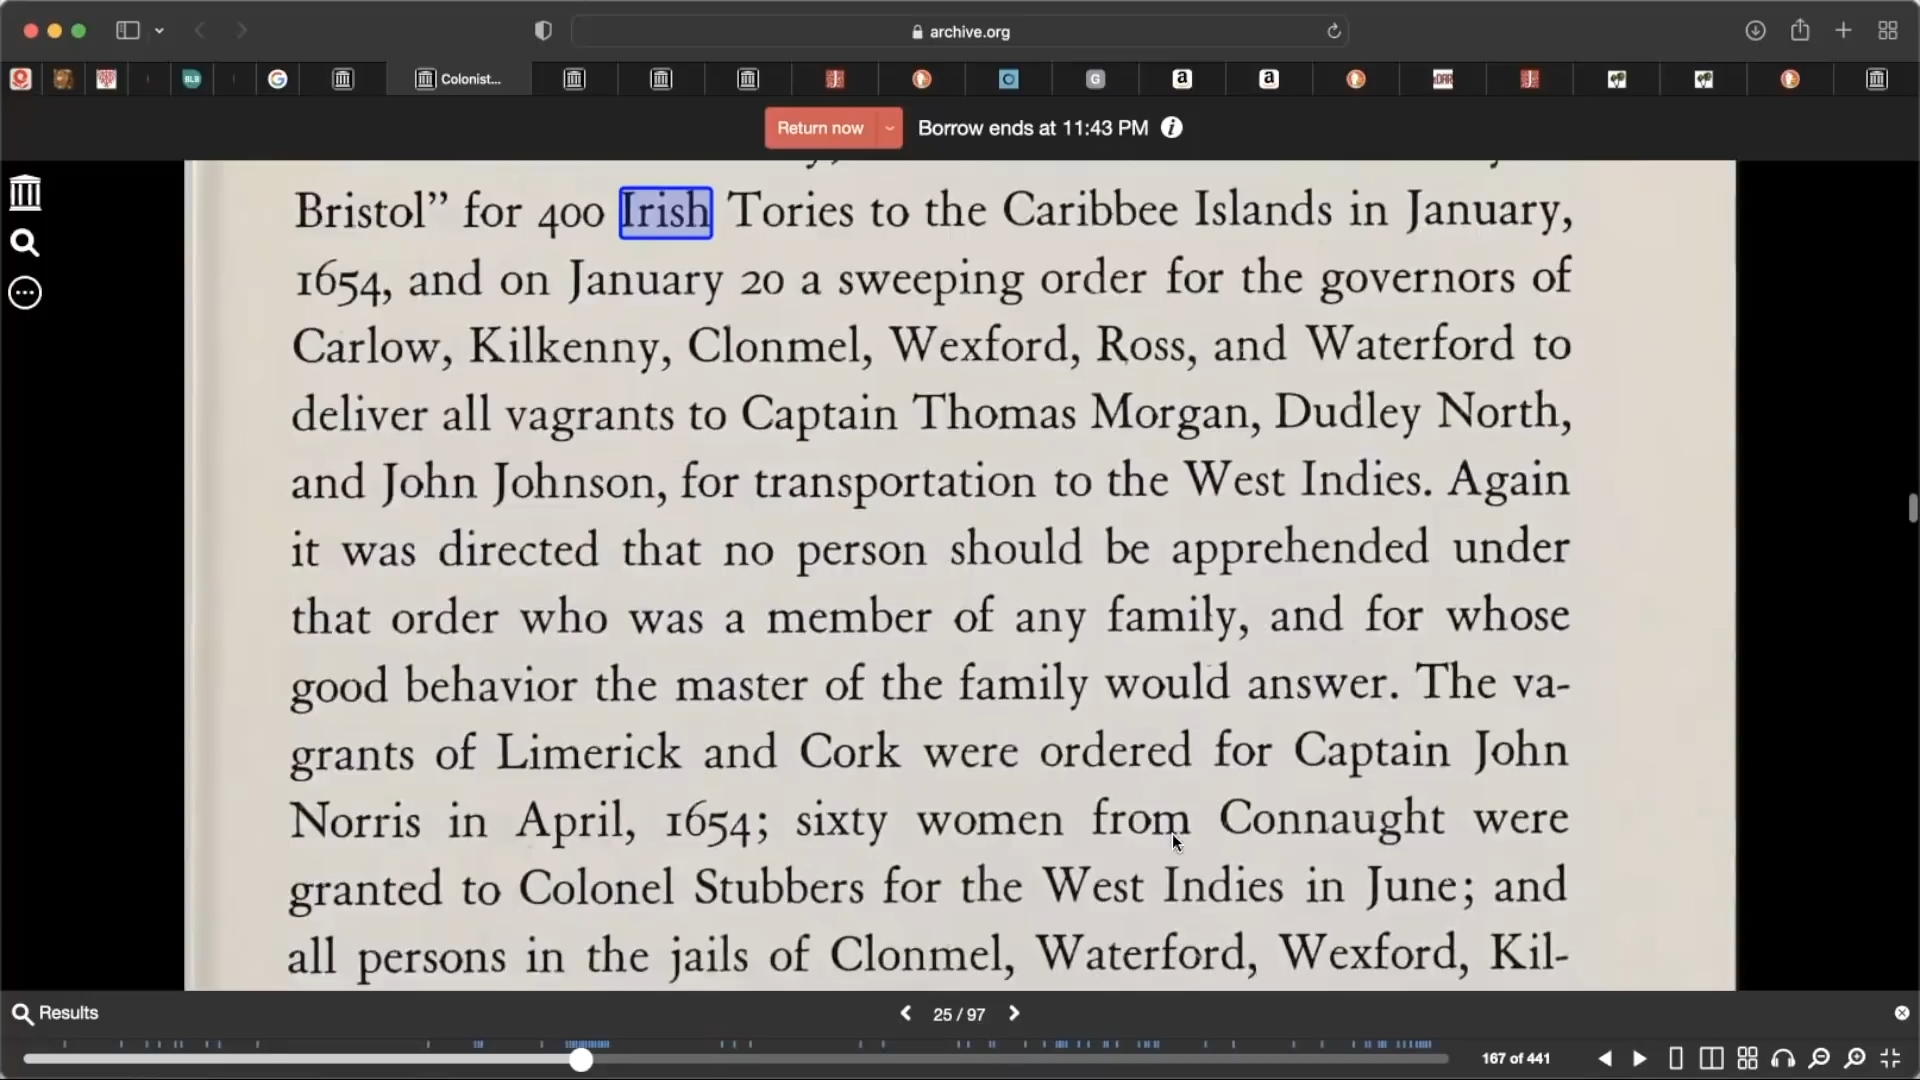 archive.org
Colonist...
Return now
Borrow ends at 11:43 PM
Bristol” for 400 Irish Tories to the Caribbee Islands in January,
1654, and on January 20 a sweeping order for the governors of
Carlow, Kilkenny, Clonmel, Wexford, Ross, and Waterford to
deliver all vagrants to Captain Thomas Morgan, Dudley North,
and John Johnson, for transportation to the West Indies. Again
it was directed that no person should be apprehended under
that order who was a member of any family, and for whose
good behavior the master of the family would answer. The va-
grants of Limerick and Cork were ordered for Captain John
Norris in April, 1654; sixty women from Connaught were
granted to Colonel Stubbers for the West Indies in June; and
all persons in the jails of Clonmel, Waterford, Wexford, Kil-
Results
25 / 97
167 of 441